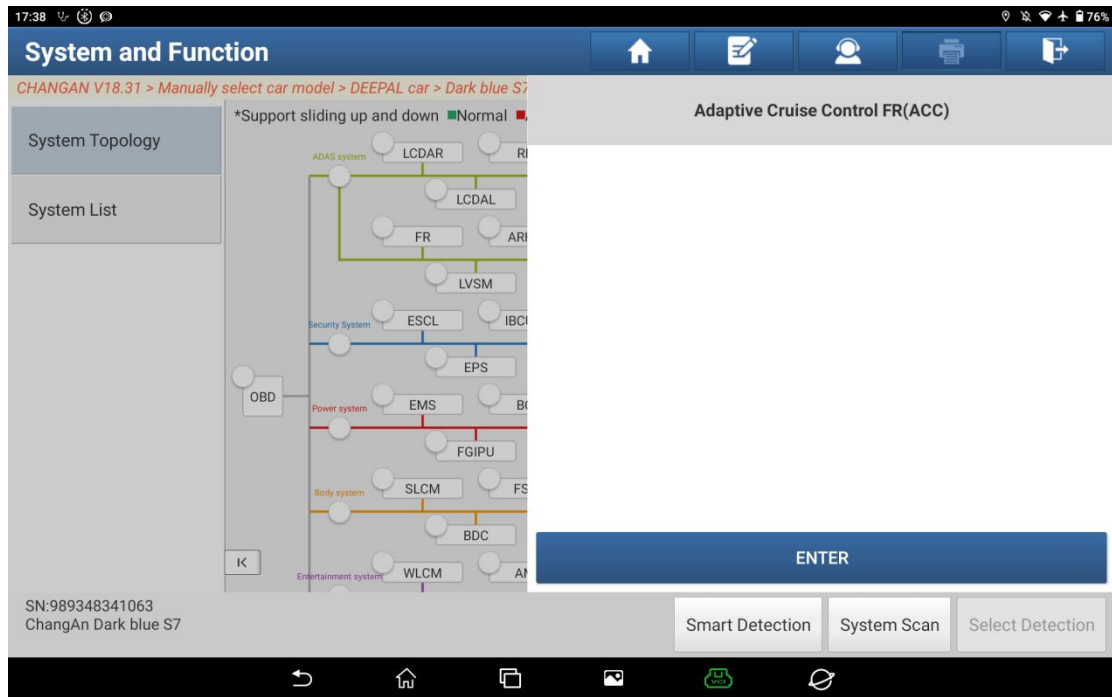 17:38
76%
System and Function
CHANGAN V18.31 > Manually select car model > DEEPAL car > Dark blue S7
Adaptive Cruise Control FR(ACC)
System Topology
System List
*Support sliding up and down ■Normal ■
ADAS system
LCDAR
LCDAL
FR
LVSM
Security System
ESCL
IBCU
EPS
OBD
Power system
EMS
FGIPU
Body system
SLCM
FS
BDC
K
Entertainment system
WLCM
ENTER
SN:989348341063
ChangAn Dark blue S7
Smart Detection
System Scan
Select Detection
VCI